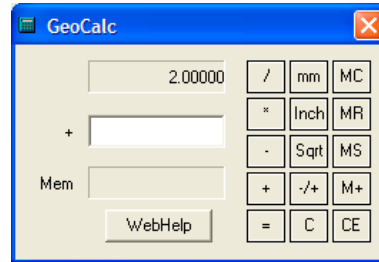 GeoCalc
2.00000 / mm MC
* Inch MR
+
- Sqrt MS
Mem
+ -/+ M+
WebHelp = C CE